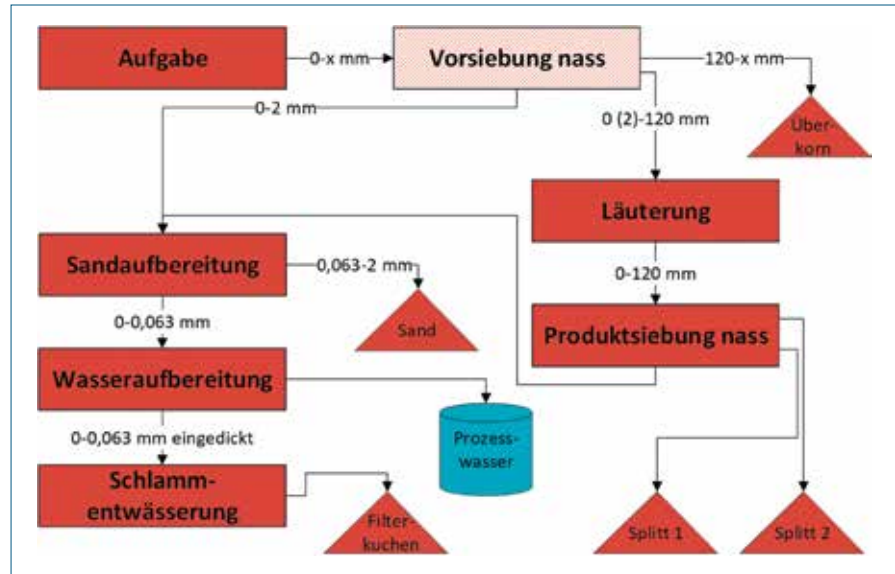 Aufgabe
0-x mm
Vorsiebung nass
120-x mm
Über-
korn
0-2 mm
0 (2)-120 mm
Läuterung
Sandaufbereitung
0,063-2 mm
Sand
0-120 mm
Produktsiebung nass
0-0,063 mm
Wasseraufbereitung
Prozess-
wasser
0-0,063 mm eingedickt
Schlamm-
entwässerung
Filter-
kuchen
Splitt 1
Splitt 2